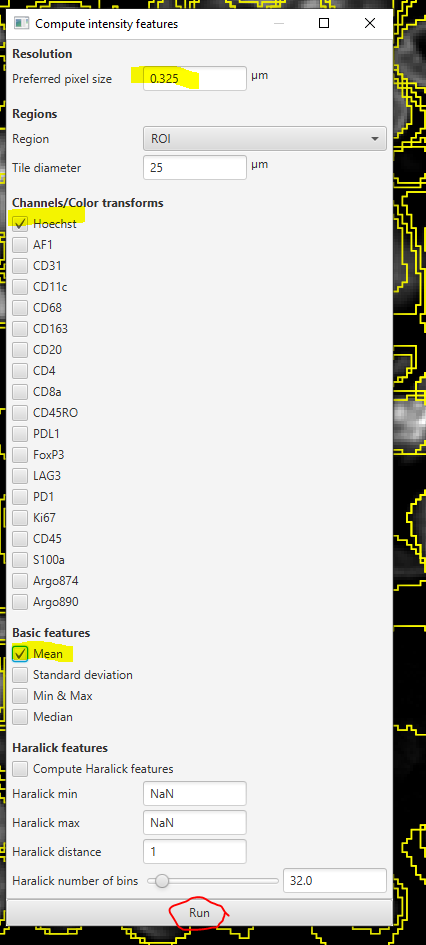 Compute intensity features
Resolution
Preferred pixel size 0.325 µm
Regions
Region ROI
Tile diameter 25 µm
Channels/Color transforms
Hoechst
AF1
CD31
CD11c
CD68
CD163
CD20
CD4
CD8a
CD45RO
PDL1
FoxP3
LAG3
PD1
Ki67
CD45
S100a
Argo874
Argo890
Basic features
Mean
Standard deviation
Min & Max
Median
Haralick features
Compute Haralick features
Haralick min NaN
Haralick max NaN
Haralick distance 1
Haralick number of bins 32.0
Run